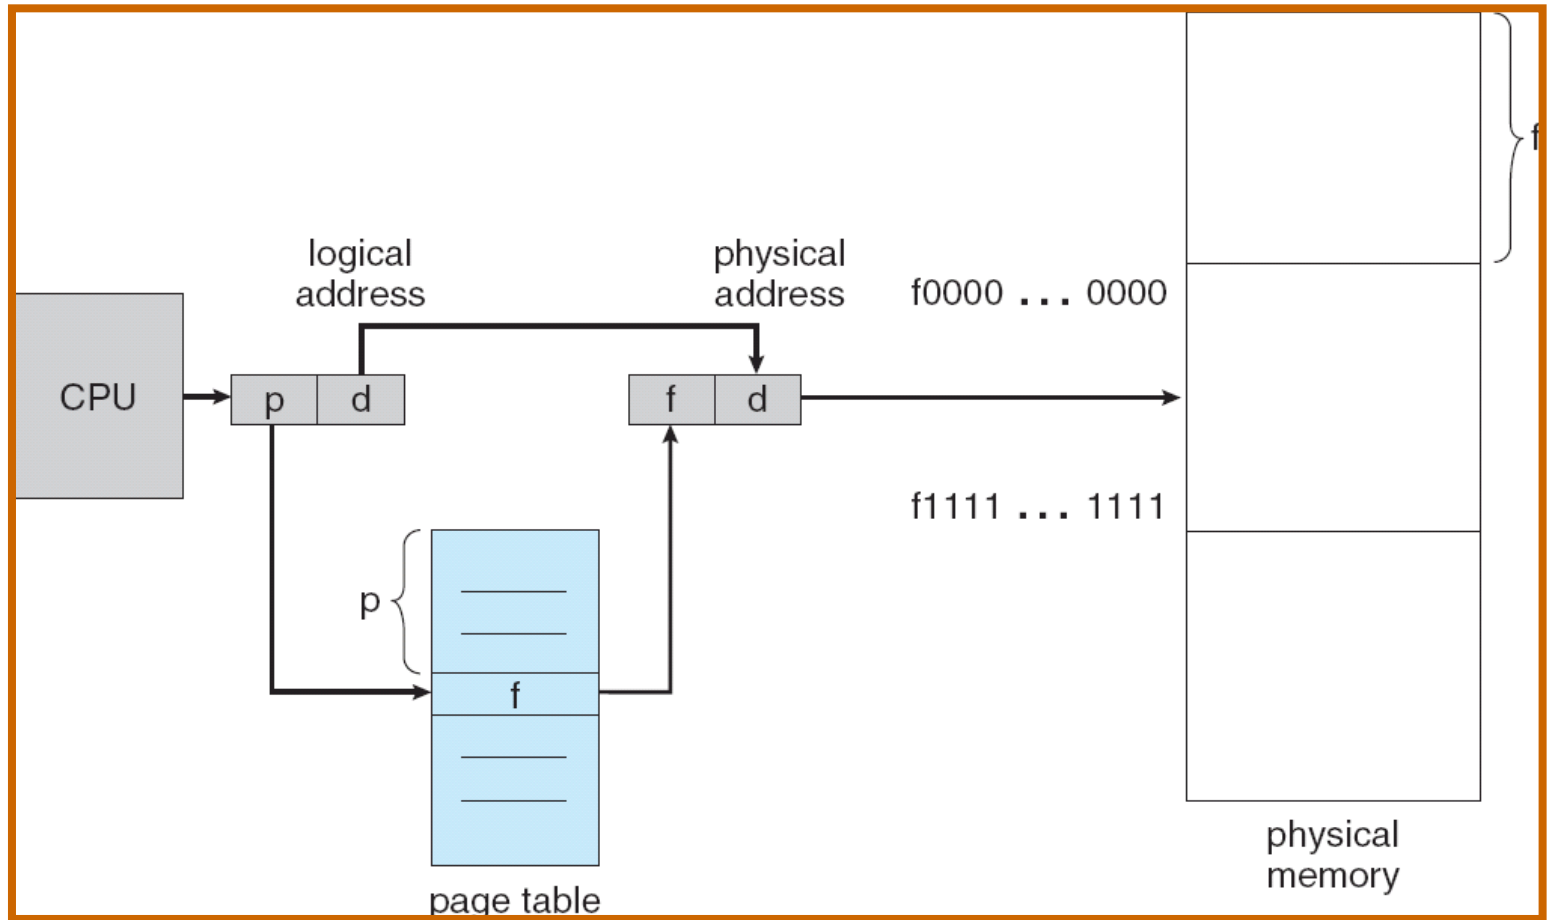 f
logical
address
physical
address
f0000 ... 0000
CPU
p d
f d
f1111 ... 1111
p
f
physical
memory
page table